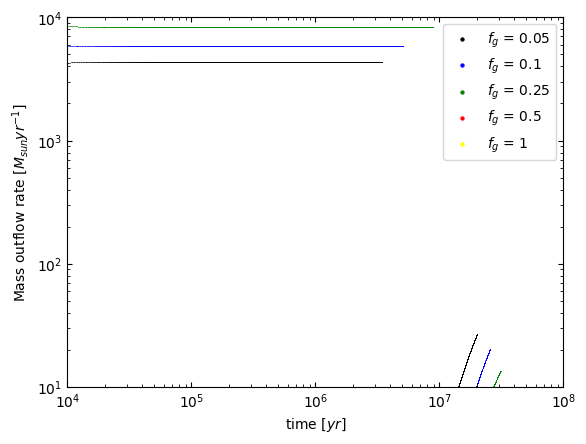 10^4
10^3
10^2
10^1
Mass outflow rate [M_{sun}yr^{-1}]
f_g = 0.05
f_g = 0.1
f_g = 0.25
f_g = 0.5
f_g = 1
10^4 10^5 10^6 10^7 10^8
time [yr]